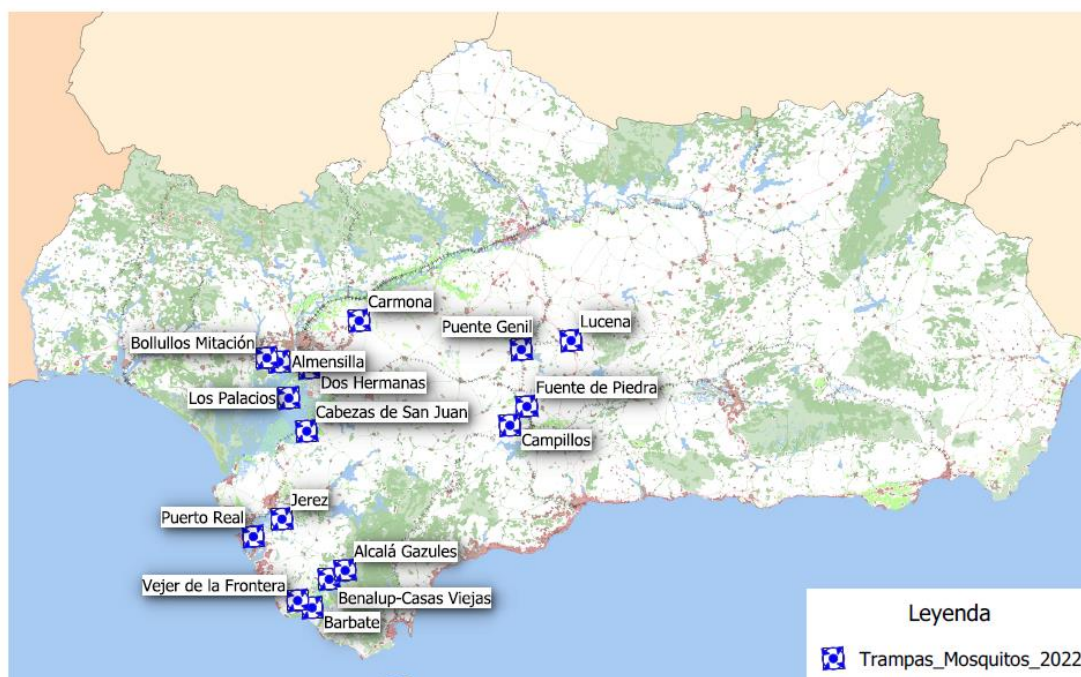 Carmona
Lucena
Puente Genil
Bollullos Mitación
Almensilla
Dos Hermanas
Fuente de Piedra
Los Palacios
Cabezas de San Juan
Campillos
Jerez
Puerto Real
Alcalá Gazules
Vejer de la Frontera
Benalup-Casas Viejas
Barbate
Leyenda
Trampas_Mosquitos_2022